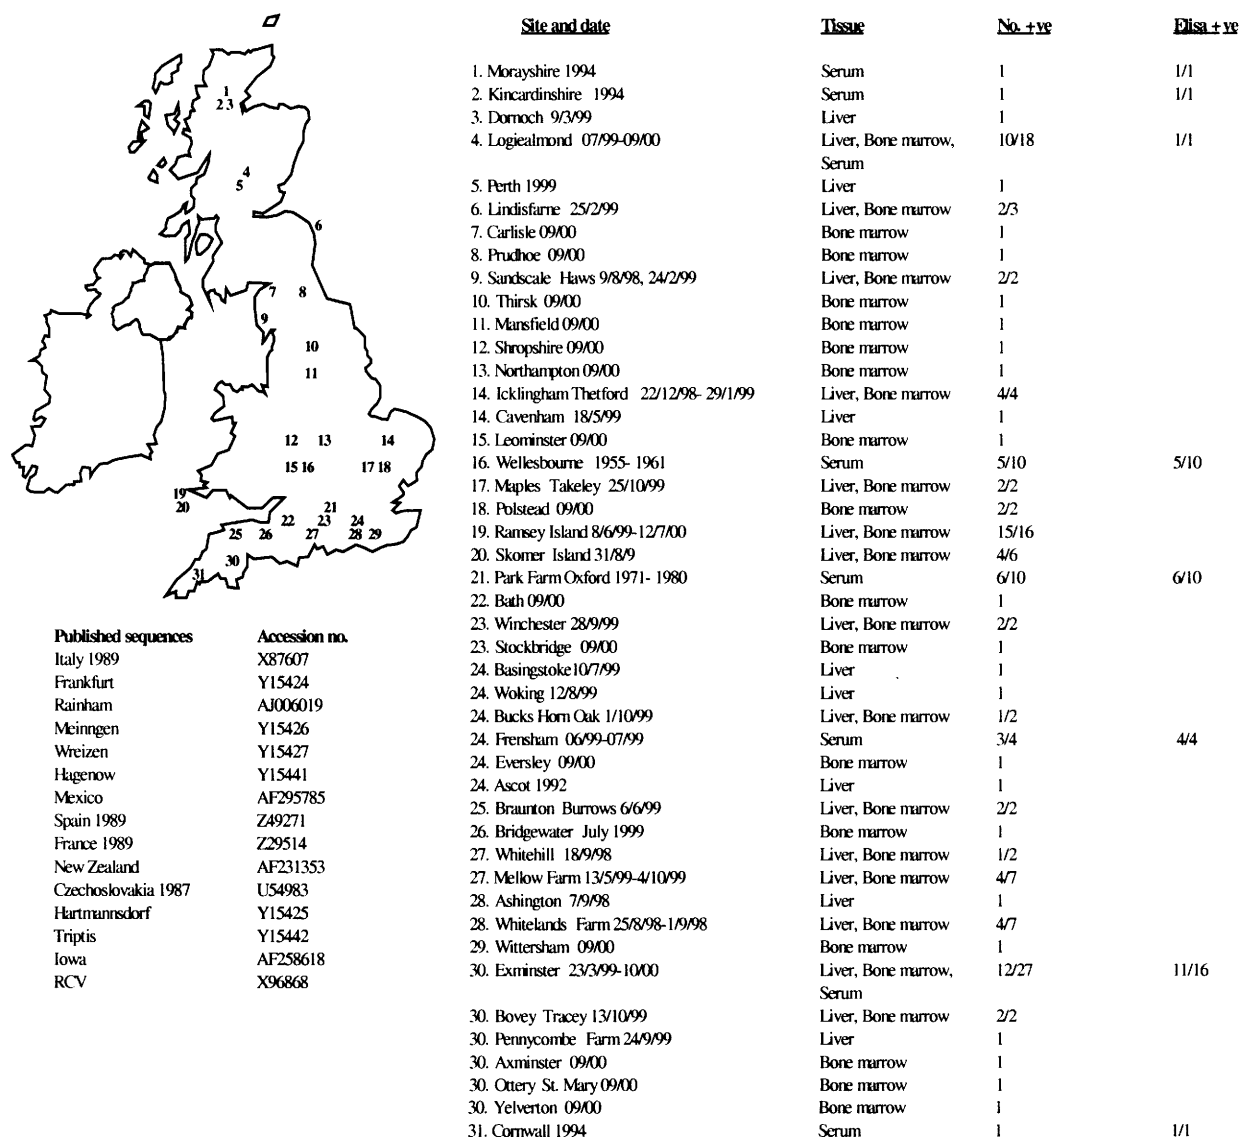 Site and date Tissue No. +ve Elisa +ve
1. Morayshire 1994 Serum 1 1/1
2. Kincardinshire 1994 Serum 1 1/1
3. Dornoch 9/3/99 Liver 1
4. Logiealmond 07/99-09/00 Liver, Bone marrow, 10/18 1/1
Serum
5. Perth 1999 Liver 1
6. Lindisfarne 25/2/99 Liver, Bone marrow 2/3
7. Carlisle 09/00 Bone marrow 1
8. Prudhoe 09/00 Bone marrow 1
9. Sandscale Haws 9/8/98, 24/2/99 Liver, Bone marrow 2/2
10. Thirsk 09/00 Bone marrow 1
11. Mansfield 09/00 Bone marrow 1
12. Shropshire 09/00 Bone marrow 1
13. Northampton 09/00 Bone marrow 1
14. Icklingham Thetford 22/12/98- 29/1/99 Liver, Bone marrow 4/4
14. Cavenham 18/5/99 Liver 1
15. Leominster 09/00 Bone marrow 1
16. Wellesbourne 1955- 1961 Serum 5/10 5/10
17. Maples Takeley 25/10/99 Liver, Bone marrow 2/2
18. Polstead 09/00 Bone marrow 2/2
19. Ramsey Island 8/6/99-12/7/00 Liver, Bone marrow 15/16
20. Skomer Island 31/8/9 Liver, Bone marrow 4/6
21. Park Farm Oxford 1971- 1980 Serum 6/10 6/10
22. Bath 09/00 Bone marrow 1
23. Winchester 28/9/99 Liver, Bone marrow 2/2
23. Stockbridge 09/00 Bone marrow 1
24. Basingstoke 10/7/99 Liver 1
24. Woking 12/8/99 Liver 1
24. Bucks Horn Oak 1/10/99 Liver, Bone marrow 1/2
24. Frensham 06/99-07/99 Serum 3/4 4/4
24. Eversley 09/00 Bone marrow 1
24. Ascot 1992 Liver 1
25. Braunton Burrows 6/6/99 Liver, Bone marrow 2/2
26. Bridgewater July 1999 Bone marrow 1
27. Whitehill 18/9/98 Liver, Bone marrow 1/2
27. Mellow Farm 13/5/99-4/10/99 Liver, Bone marrow 4/7
28. Ashington 7/9/98 Liver 1
28. Whitelands Farm 25/8/98-1/9/98 Liver, Bone marrow 4/7
29. Wittersham 09/00 Bone marrow 1
30. Exminster 23/3/99-10/00 Liver, Bone marrow, 12/27 11/16
Serum
30. Bovey Tracey 13/10/99 Liver, Bone marrow 2/2
30. Pennycombe Farm 24/9/99 Liver 1
30. Axminster 09/00 Bone marrow 1
30. Ottery St. Mary 09/00 Bone marrow 1
30. Yelverton 09/00 Bone marrow 1
31. Cornwall 1994 Serum 1 1/1
1
2 3
4
5
6
7 8
9
10
11
12 13 14
15 16 17 18
19
20 21
22 23 24
25 26 27 28 29
30
31
Published sequences Accession no.
Italy 1989 X87607
Frankfurt Y15424
Rainham AJ006019
Meinngen Y15426
Wreizen Y15427
Hagenow Y15441
Mexico AF295785
Spain 1989 Z49271
France 1989 Z29514
New Zealand AF231353
Czechoslovakia 1987 U54983
Hartmannsdorf Y15425
Triptis Y15442
Iowa AF258618
RCV X96868